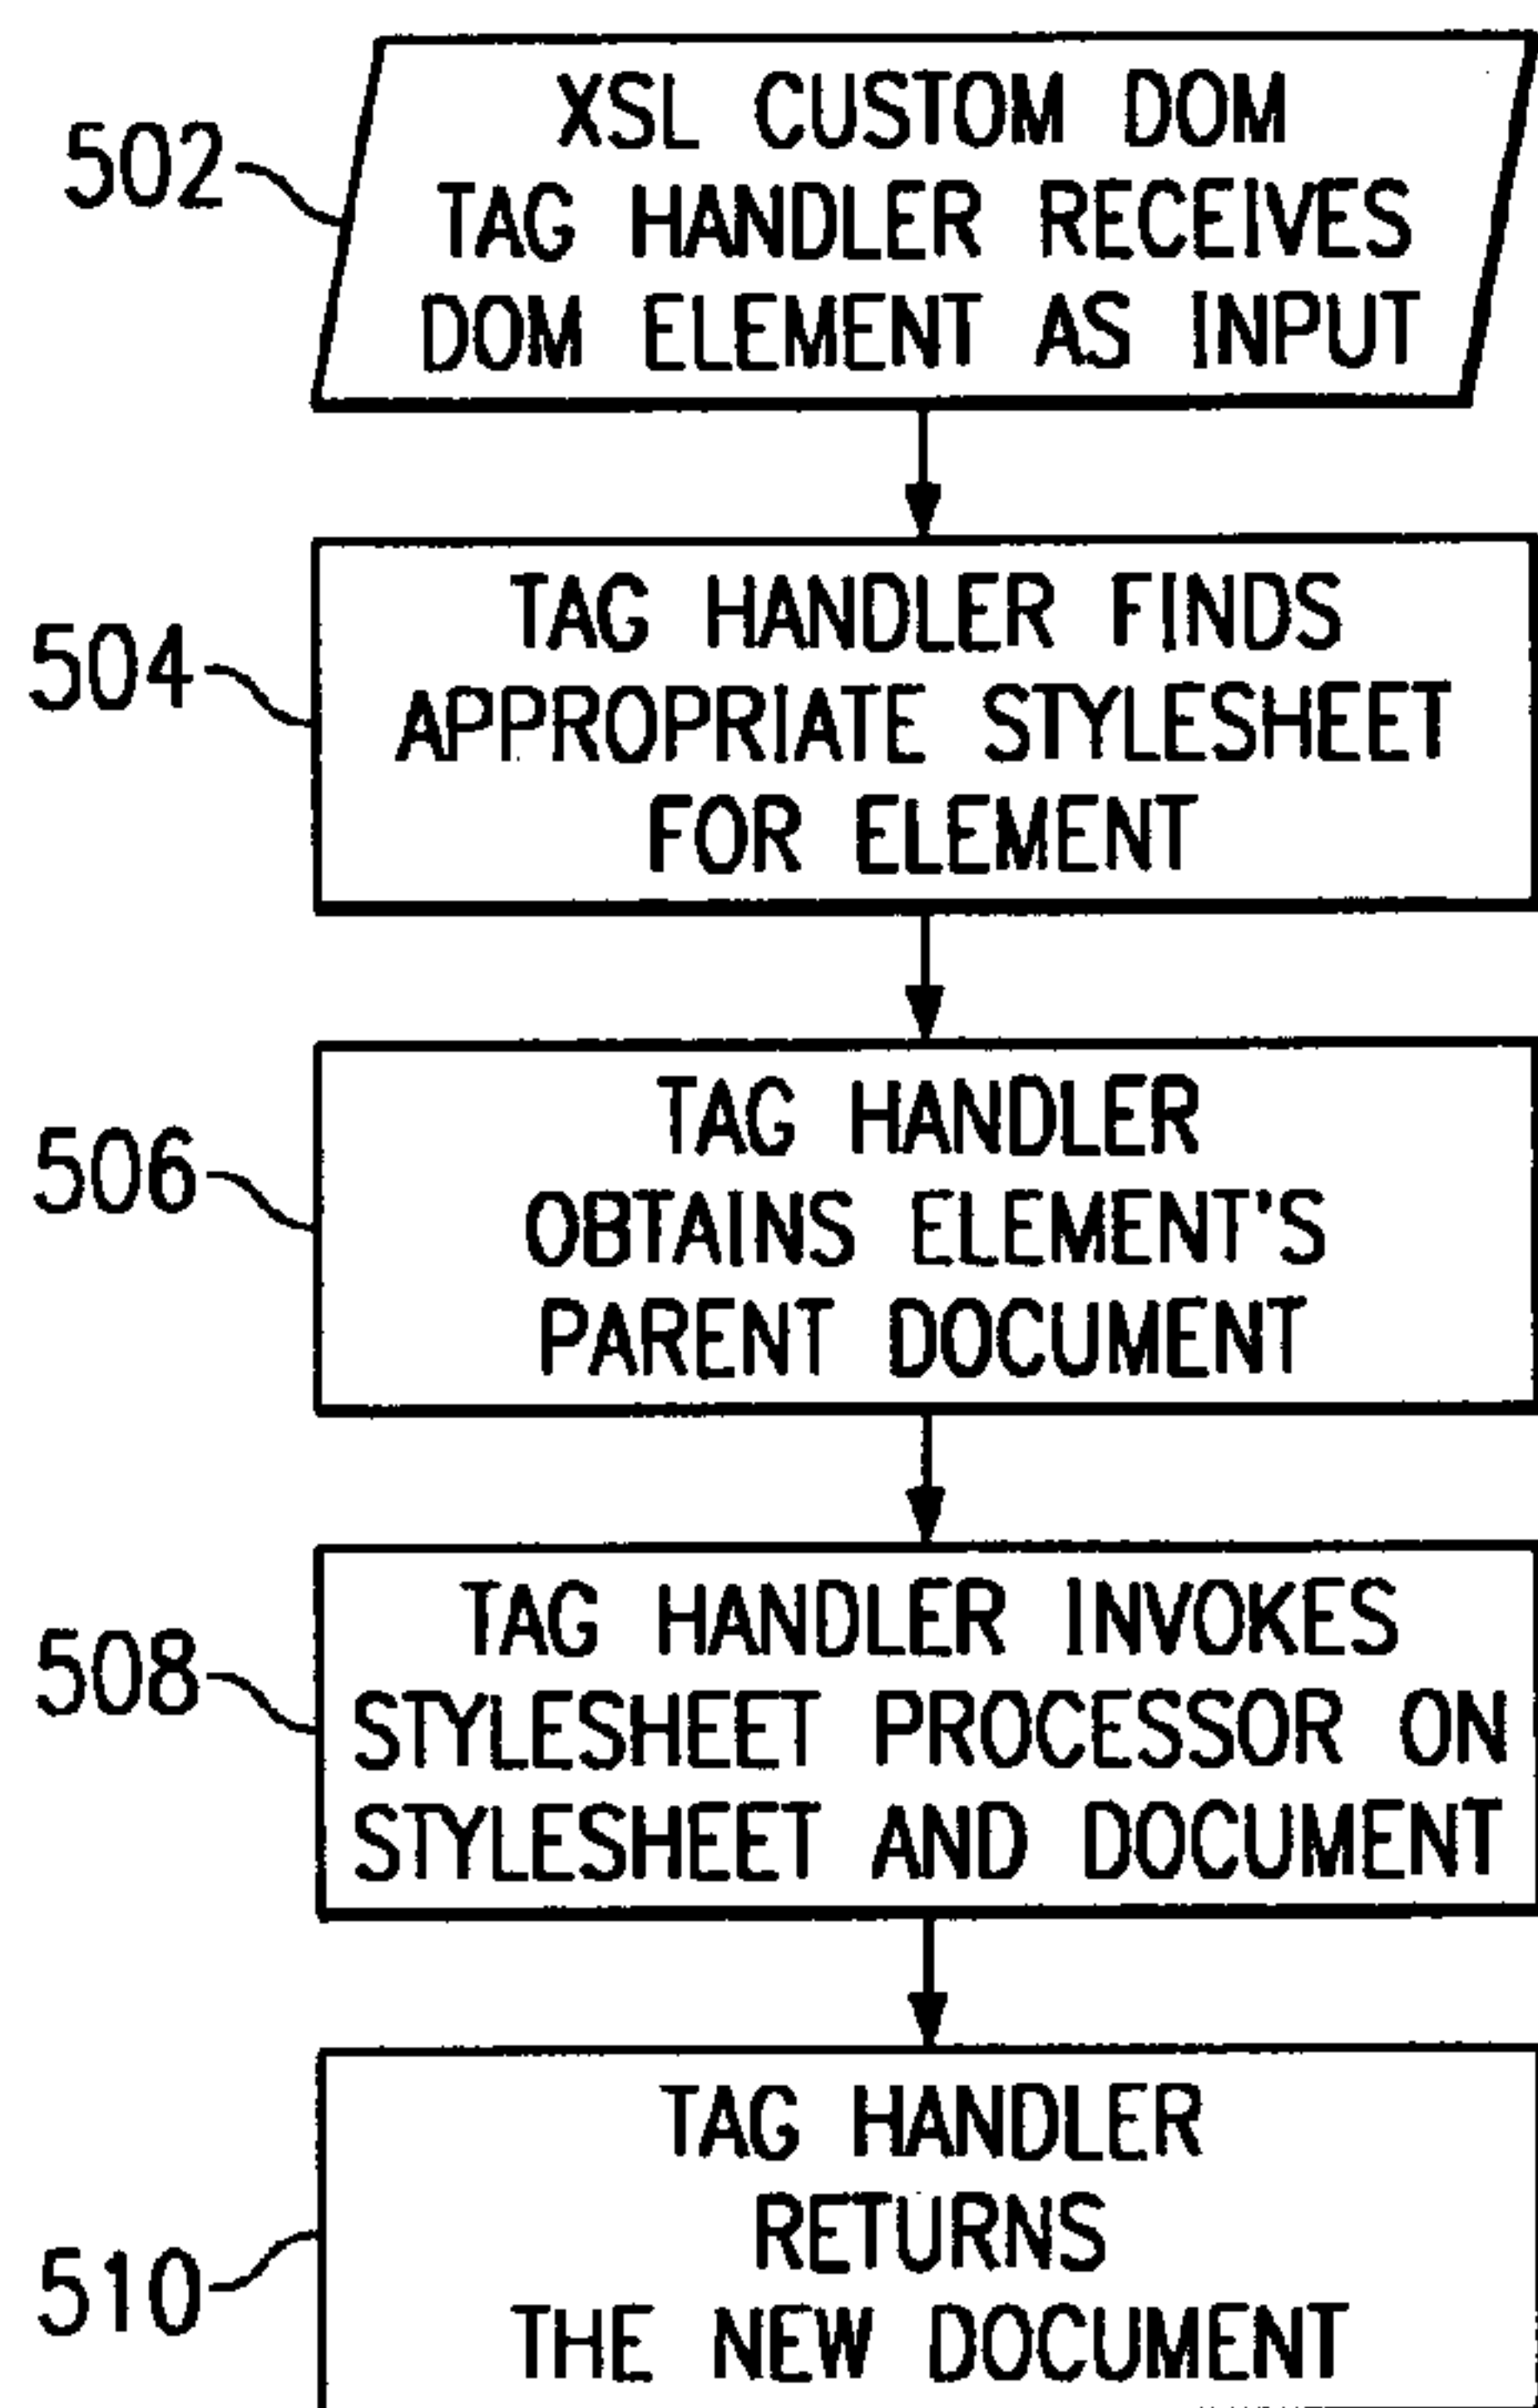 502
XSL CUSTOM DOM
TAG HANDLER RECEIVES
DOM ELEMENT AS INPUT
504
TAG HANDLER FINDS
APPROPRIATE STYLESHEET
FOR ELEMENT
506
TAG HANDLER
OBTAINS ELEMENT'S
PARENT DOCUMENT
508
TAG HANDLER INVOKES
STYLESHEET PROCESSOR ON
STYLESHEET AND DOCUMENT
510
TAG HANDLER
RETURNS
THE NEW DOCUMENT